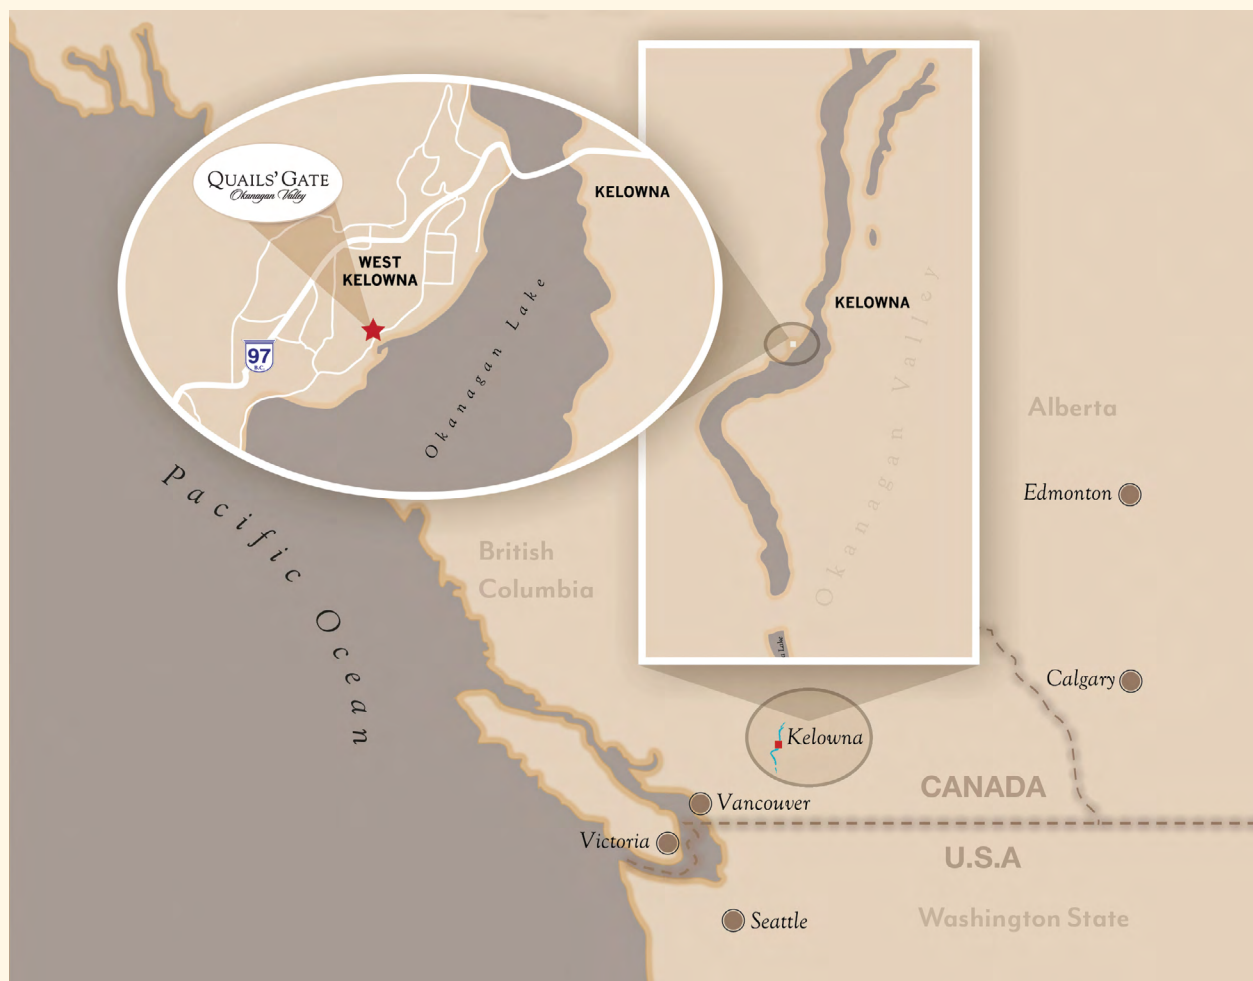 QUAILS' GATE
Okanagan Valley
KELOWNA
WEST
KELOWNA
97
B.C.
Okanagan Lake
KELOWNA
Okanagan Valley
Lake
Alberta
Edmonton
Pacific Ocean
British
Columbia
Calgary
Kelowna
CANADA
Vancouver
Victoria
U.S.A
Seattle
Washington State